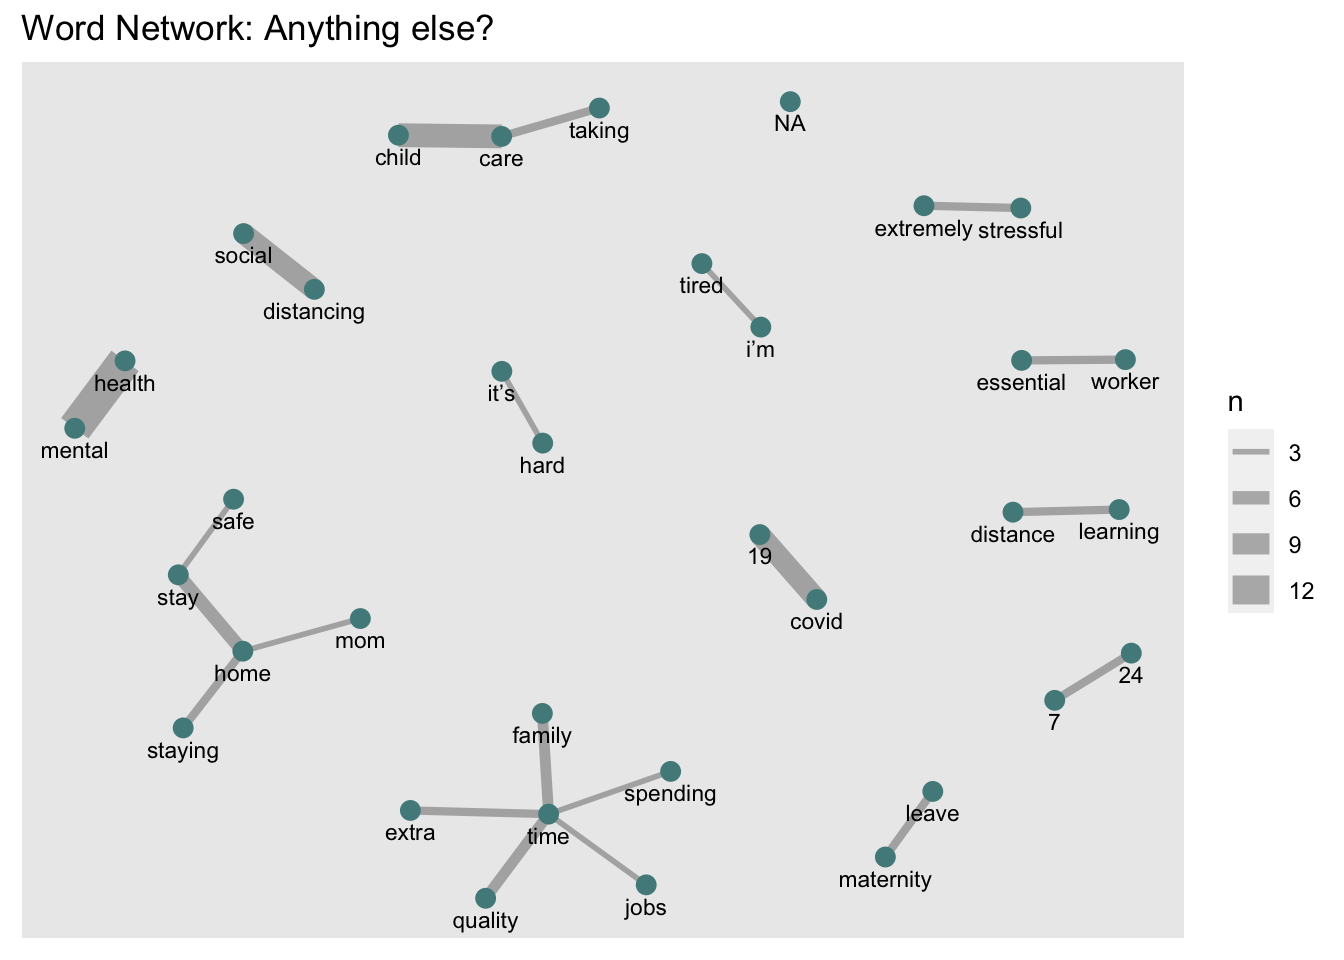 Word Network: Anything else?
taking
NA
child
care
extremely
stressful
social
tired
distancing
i’m
health
it’s
essential
worker
n
mental
hard
3
6
safe
distance
learning
9
19
12
stay
covid
mom
home
24
7
staying
family
spending
leave
extra
time
maternity
quality
jobs